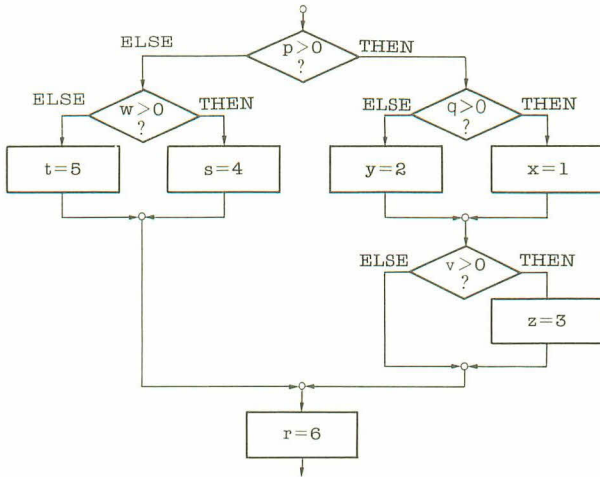 ELSE
p>0
?
THEN
ELSE
w>0
?
THEN
ELSE
q>0
?
THEN
t=5
s=4
y=2
x=1
ELSE
v>0
?
THEN
z=3
r=6